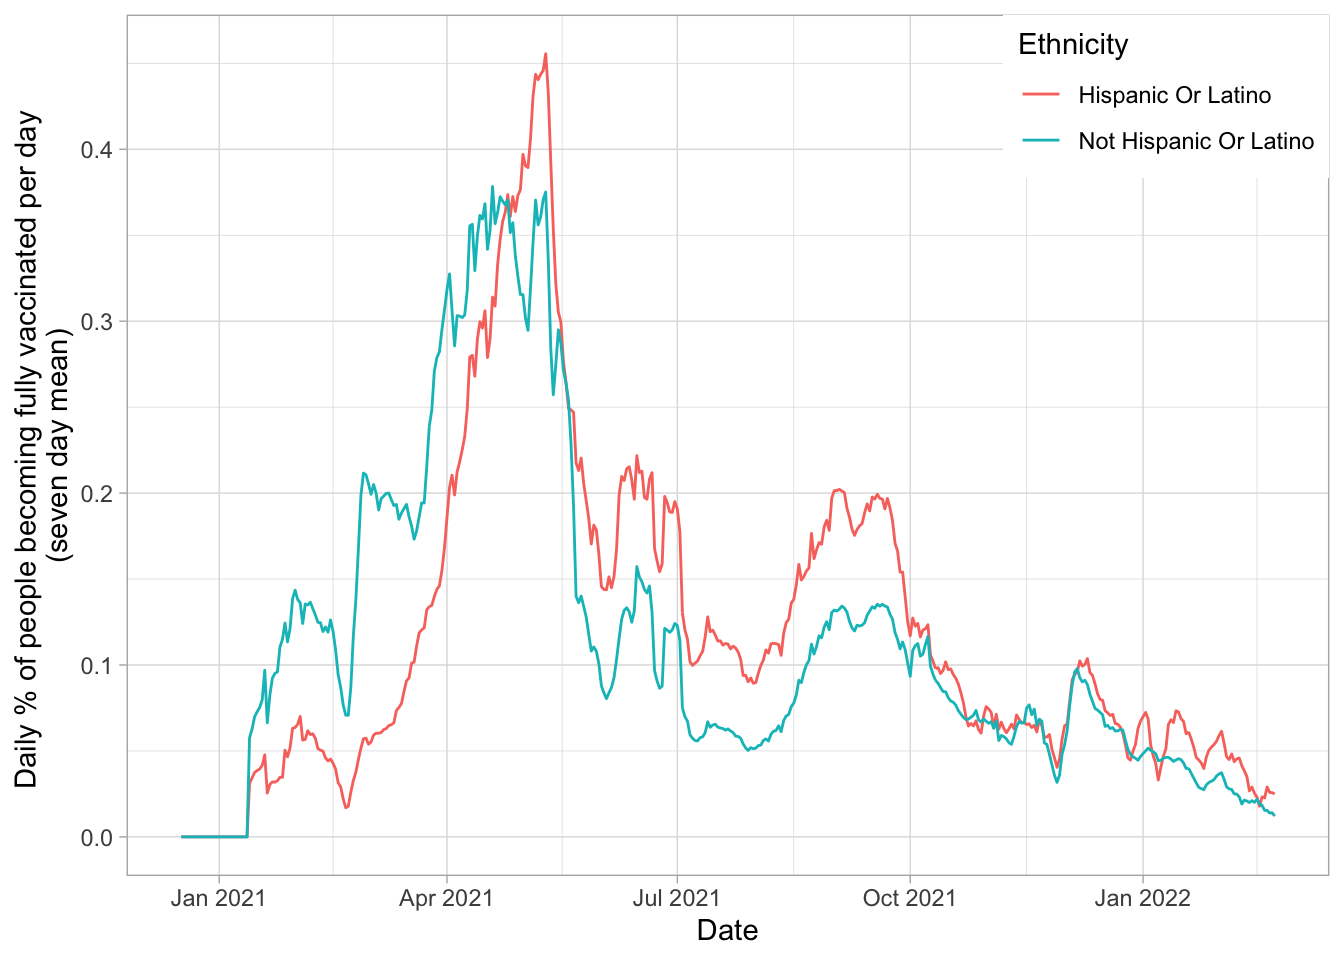 Ethnicity
Hispanic Or Latino
Not Hispanic Or Latino
Daily % of people becoming fully vaccinated per day
(seven day mean)
0.4
0.3
0.2
0.1
0.0
Jan 2021
Apr 2021
Jul 2021
Oct 2021
Jan 2022
Date